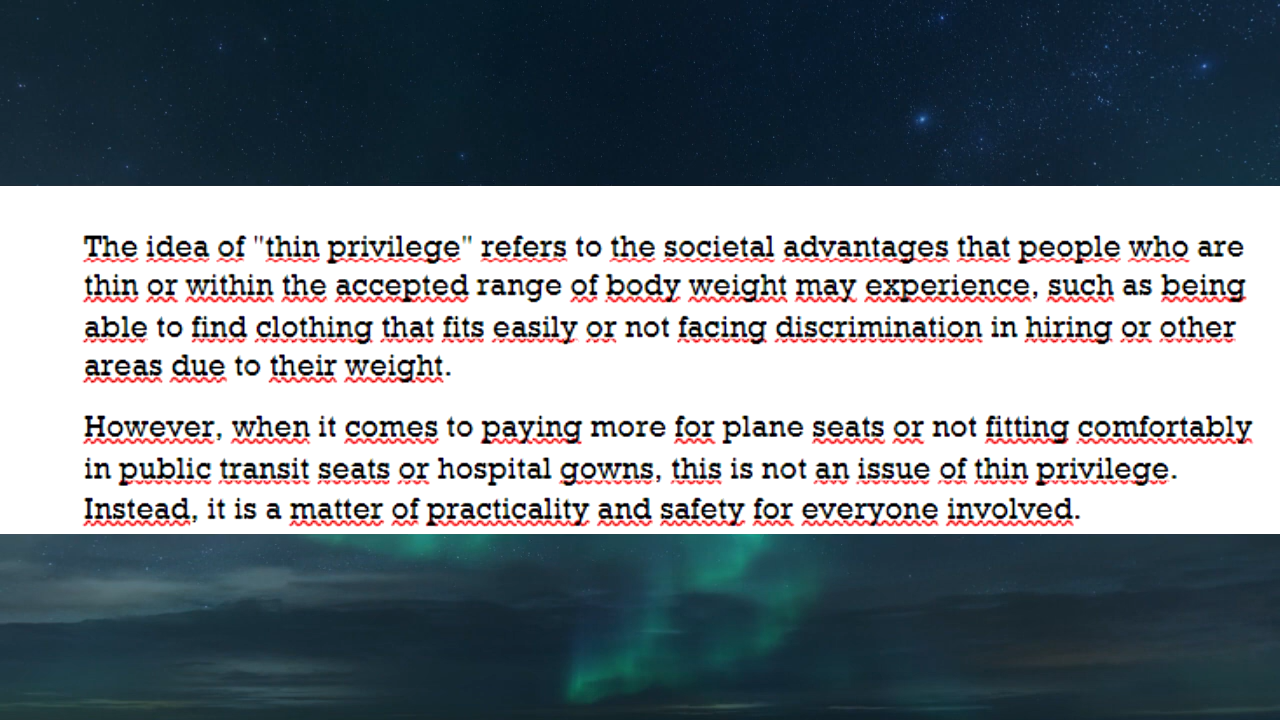 The idea of "thin privilege" refers to the societal advantages that people who are
thin or within the accepted range of body weight may experience, such as being
able to find clothing that fits easily or not facing discrimination in hiring or other
areas due to their weight.
However, when it comes to paying more for plane seats or not fitting comfortably
in public transit seats or hospital gowns, this is not an issue of thin privilege.
Instead, it is a matter of practicality and safety for everyone involved.